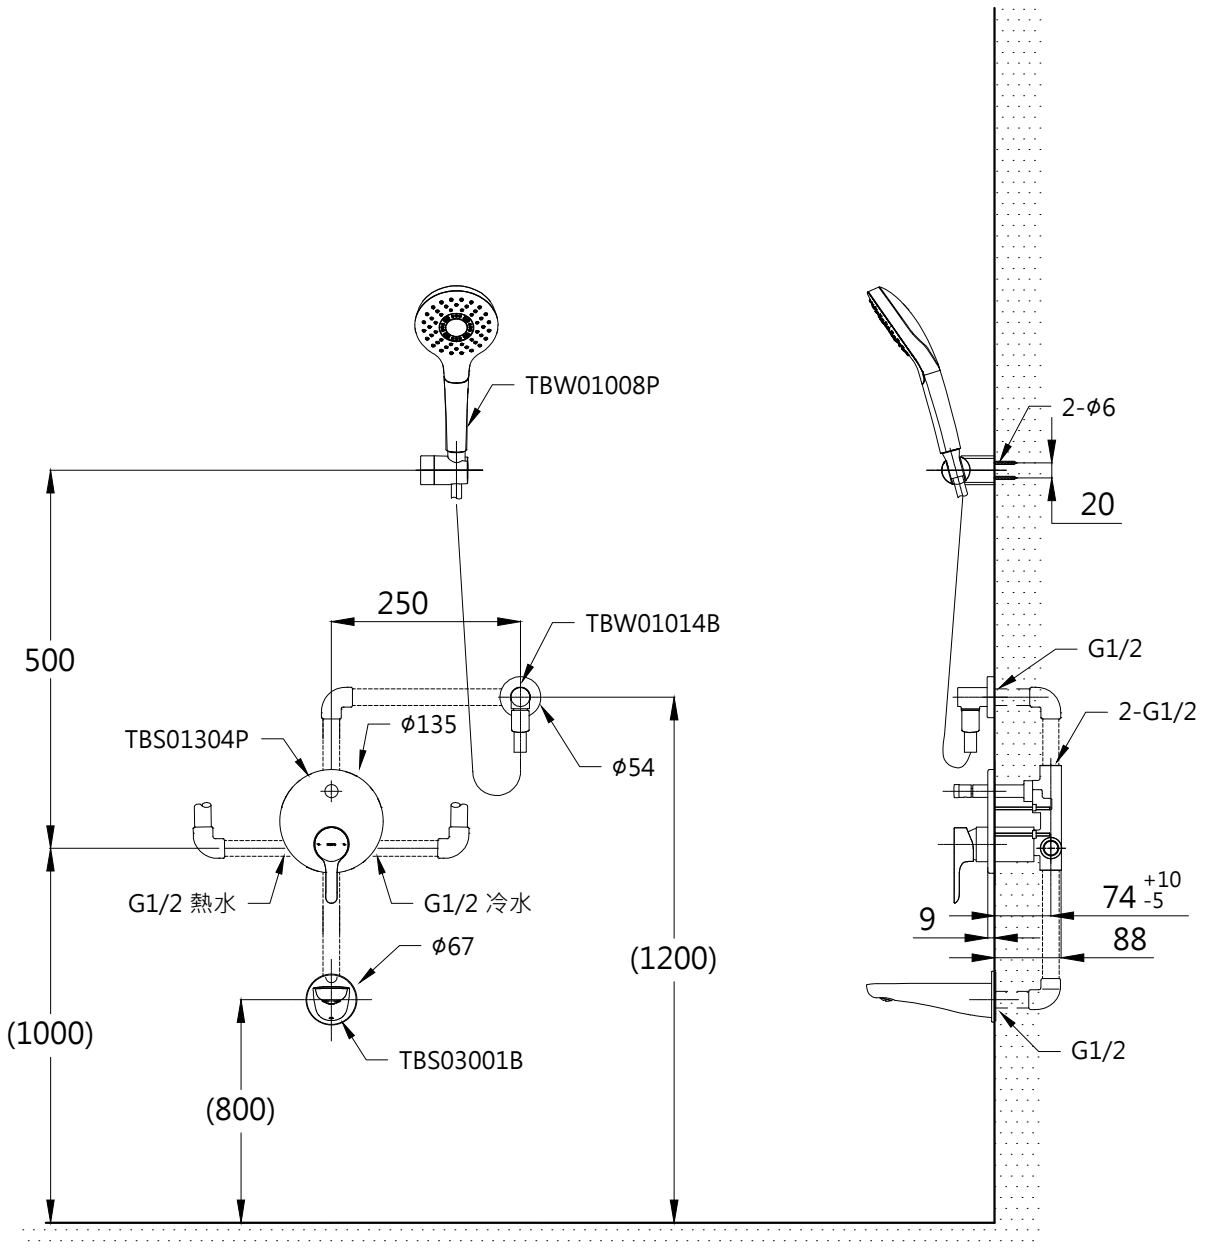 TBW01008P
2-φ6
20
250
TBW01014B
500
G1/2
2-G1/2
φ135
TBS01304P
φ54
G1/2 熱水
G1/2 冷水
74 +10 -5
9
88
φ67
(1200)
(1000)
TBS03001B
G1/2
(800)